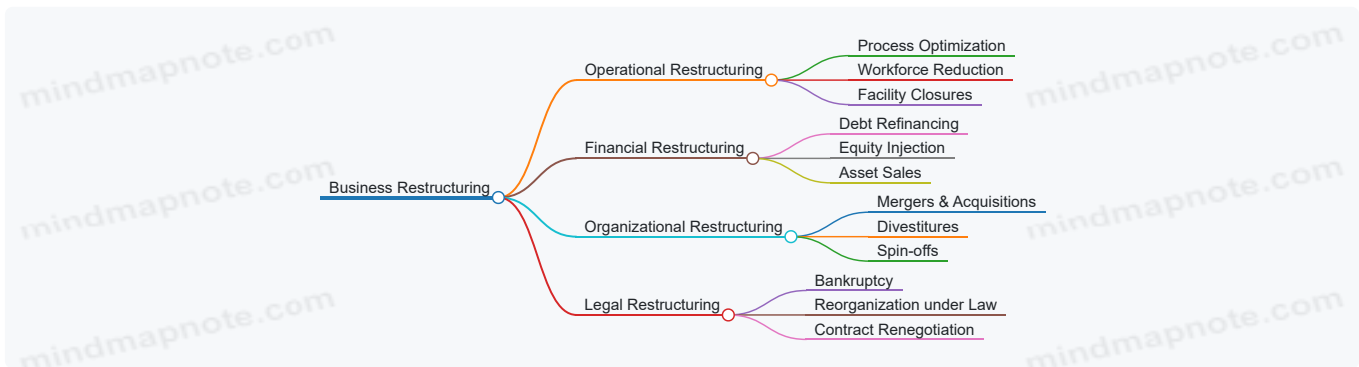 mindmapnote.com
mindmapnote.com
Business Restructuring
Operational Restructuring
Process Optimization
Workforce Reduction
Facility Closures
Financial Restructuring
Debt Refinancing
Equity Injection
Asset Sales
Organizational Restructuring
Mergers & Acquisitions
Divestitures
Spin-offs
Legal Restructuring
Bankruptcy
Reorganization under Law
Contract Renegotiation
mindmapnote.com
mindmapnote.com
mindmapnote.com
mindmapnote.com